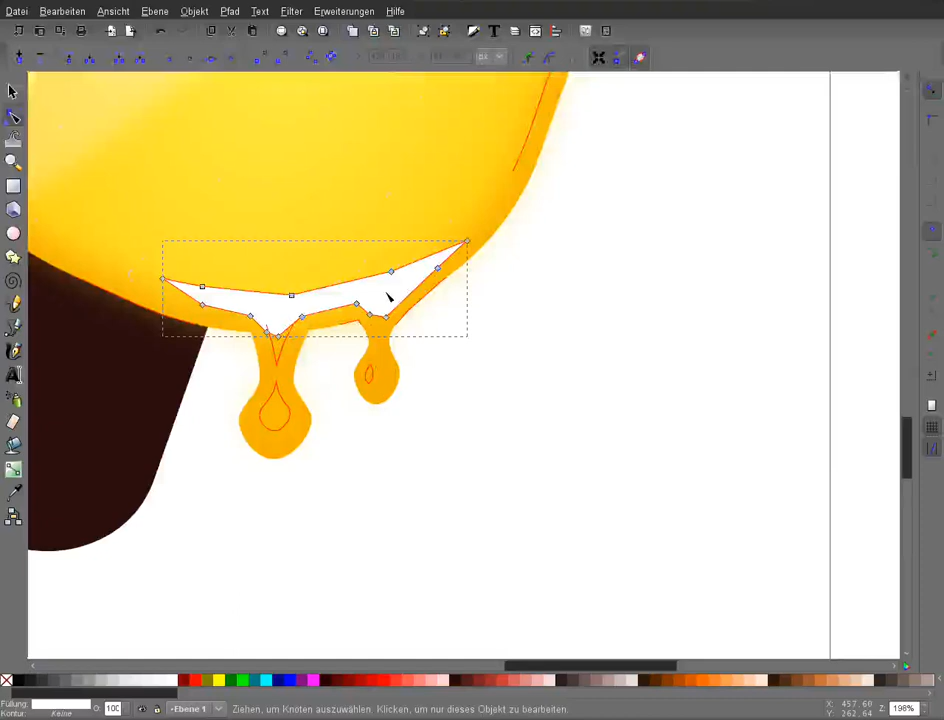 Datei Bearbeiten Ansicht Ebene Objekt Pfad Text Filter Erweiterungen Hilfe
px
Füllung:
Kontur: Keine
O: 100
Ebene 1
Ziehen, um Knoten auszuwählen. Klicken, um nur dieses Objekt zu bearbeiten.
X: 457.60
Y: 262.64
Z: 198%